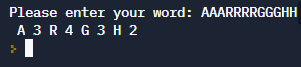 Please enter your word: AAARRRRGGGHH
A 3 R 4 G 3 H 2
>